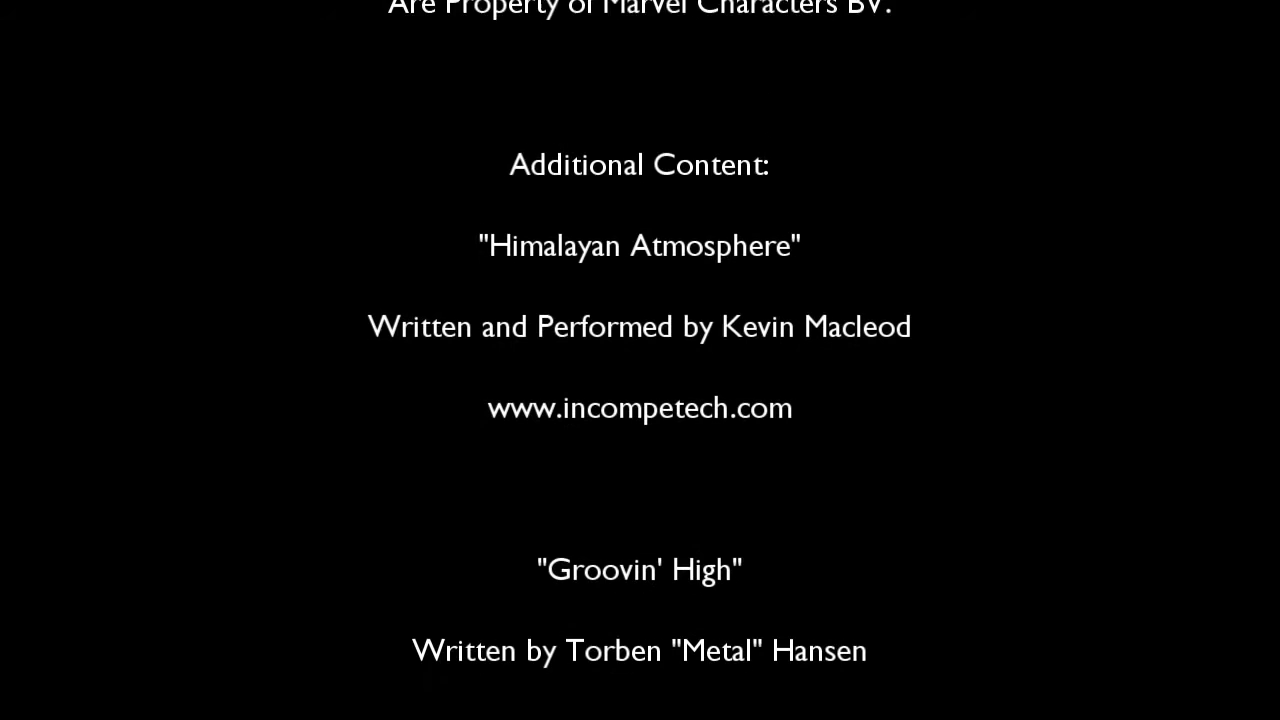 Are Property of Marvel Characters BV.
Additional Content:
"Himalayan Atmosphere"
Written and Performed by Kevin Macleod
www.incompetech.com
"Groovin' High"
Written by Torben "Metal" Hansen